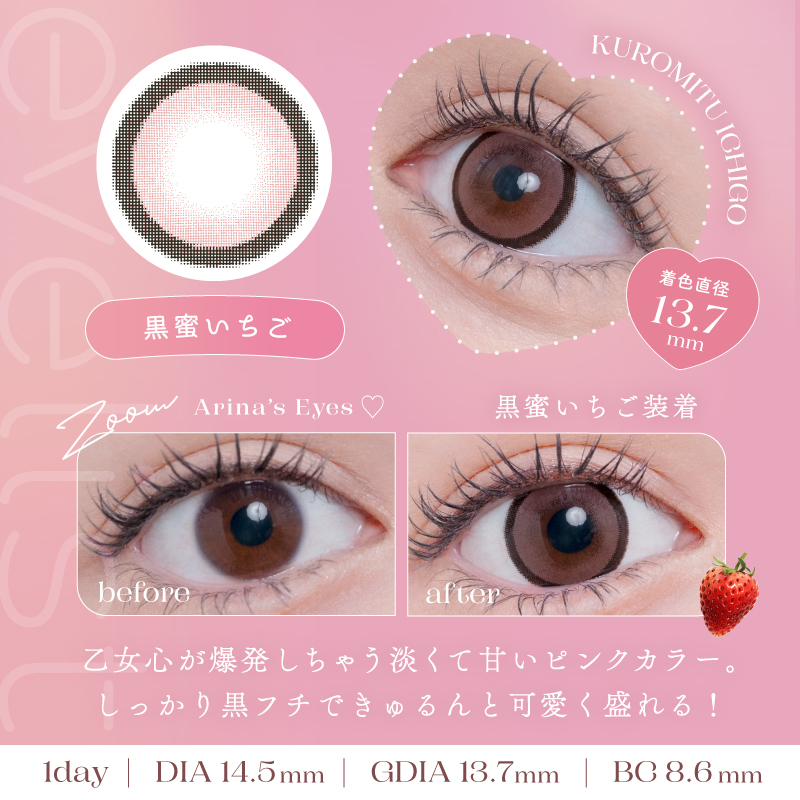 eyelist
KUROMITU ICHIGO
着色直径
13.7
mm
黒蜜いちご
Zoom
Arina's Eyes ♡
黒蜜いちご装着
before
after
乙女心が爆発しちゃう淡くて甘いピンクカラー。
しっかり黒フチできゅるんと可愛く盛れる！
1day | DIA 14.5mm | GDIA 13.7mm | BC 8.6mm